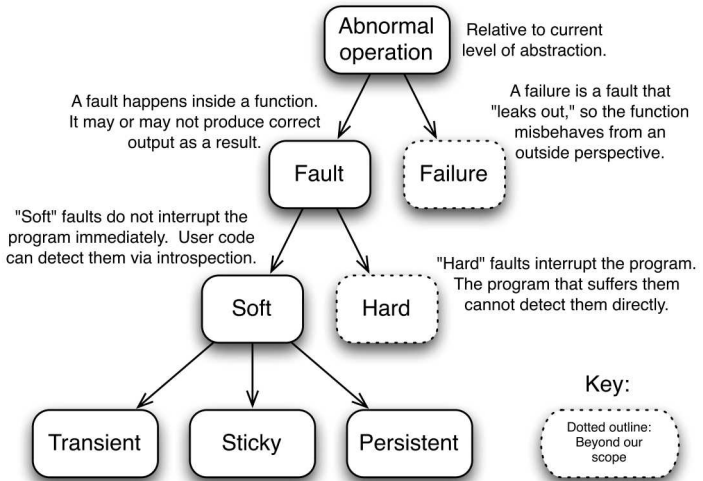 Abnormal
operation
Relative to current
level of abstraction.
A fault happens inside a function.
It may or may not produce correct
output as a result.
A failure is a fault that
"leaks out," so the function
misbehaves from an
outside perspective.
Fault
Failure
"Soft" faults do not interrupt the
program immediately. User code
can detect them via introspection.
"Hard" faults interrupt the program.
The program that suffers them
cannot detect them directly.
Soft
Hard
Key:
Transient
Sticky
Persistent
Dotted outline:
Beyond our
scope